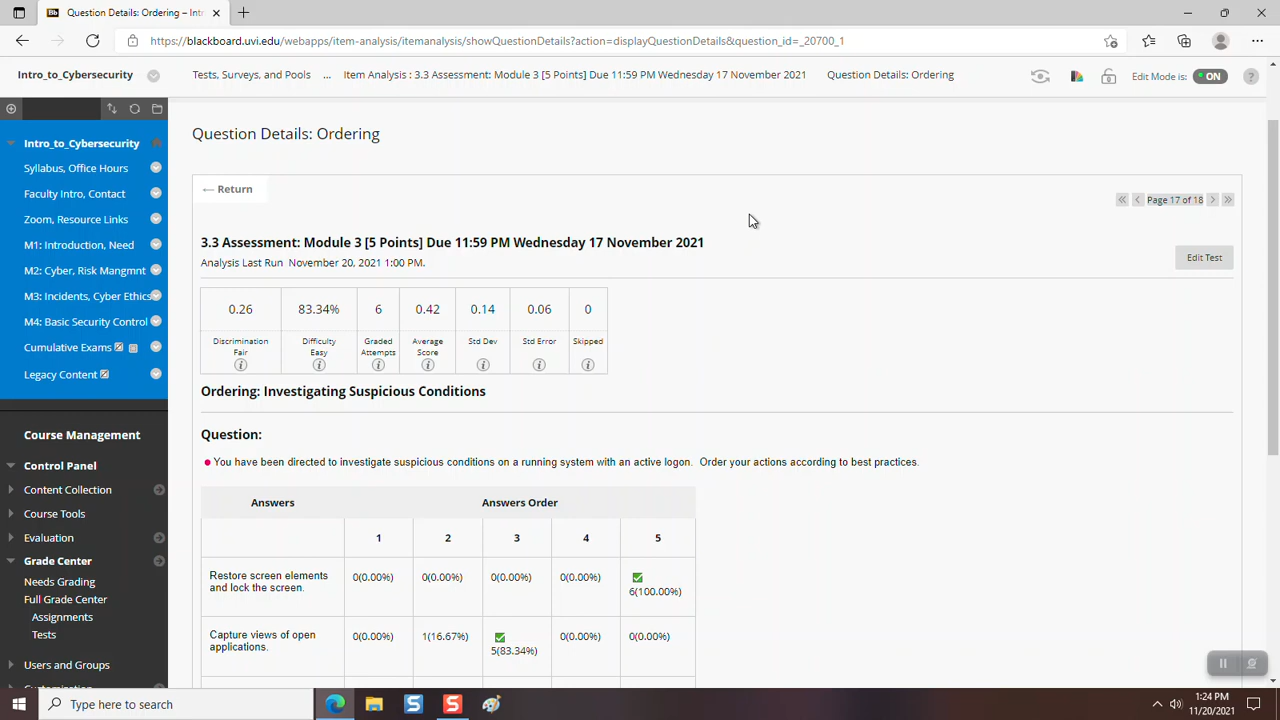 Question Details: Ordering – Int
https://blackboard.uvi.edu/webapps/item-analysis/itemanalysis/showQuestionDetails?action=displayQuestionDetails&question_id=_20700_1
Intro_to_Cybersecurity
Tests, Surveys, and Pools ... Item Analysis : 3.3 Assessment: Module 3 [5 Points] Due 11:59 PM Wednesday 17 November 2021 Question Details: Ordering
Edit Mode is: ON ?
Intro_to_Cybersecurity
Syllabus, Office Hours
Faculty Intro, Contact
Zoom, Resource Links
M1: Introduction, Need
M2: Cyber, Risk Mangmnt
M3: Incidents, Cyber Ethics
M4: Basic Security Control
Cumulative Exams
Legacy Content
Course Management
Control Panel
Content Collection
Course Tools
Evaluation
Grade Center
Needs Grading
Full Grade Center
Assignments
Tests
Users and Groups
Question Details: Ordering
← Return
Page 17 of 18
3.3 Assessment: Module 3 [5 Points] Due 11:59 PM Wednesday 17 November 2021
Analysis Last Run November 20, 2021 1:00 PM.
Edit Test
0.26 83.34% 6 0.42 0.14 0.06 0
Discrimination Difficulty Graded Average Std Dev Std Error Skipped
Fair Easy Attempts Score
Ordering: Investigating Suspicious Conditions
Question:
You have been directed to investigate suspicious conditions on a running system with an active logon. Order your actions according to best practices.
Answers Answers Order
1 2 3 4 5
Restore screen elements 0(0.00%) 0(0.00%) 0(0.00%) 0(0.00%)
and lock the screen. 6(100.00%)
Capture views of open 0(0.00%) 1(16.67%) 0(0.00%) 0(0.00%)
applications. 5(83.34%)
Type here to search
1:24 PM
11/20/2021